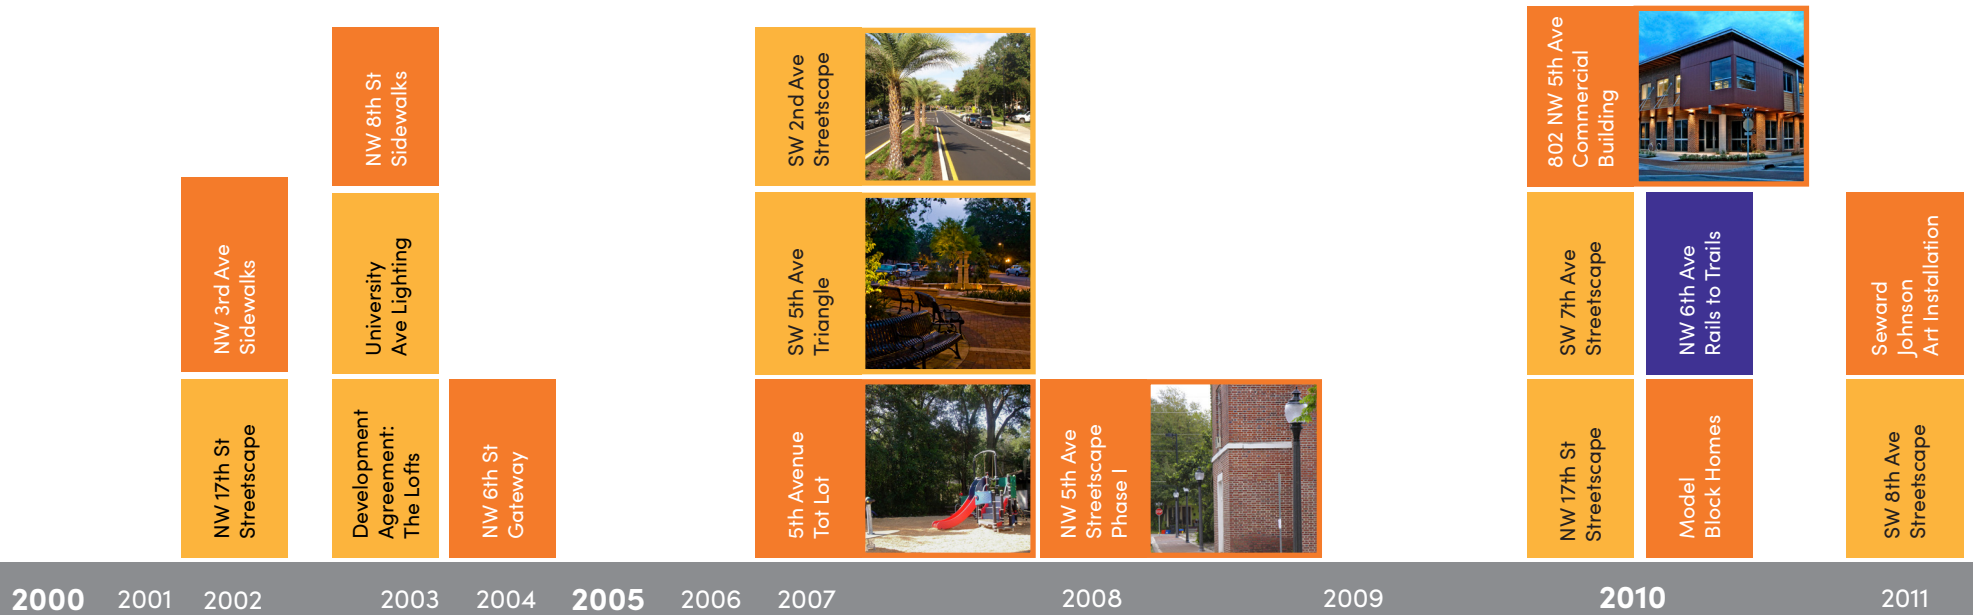 NW 3rd Ave
Sidewalks
NW 17th St
Streetscape
NW 8th St
Sidewalks
University
Ave Lighting
Development
Agreement:
The Lofts
NW 6th St
Gateway
SW 2nd Ave
Streetscape
SW 5th Ave
Triangle
5th Avenue
Tot Lot
NW 5th Ave
Streetscape
Phase I
802 NW 5th Ave
Commercial
Building
SW 7th Ave
Streetscape
NW 17th St
Streetscape
NW 6th Ave
Rails to Trails
Model
Block Homes
Seward
Johnson
Art Installation
SW 8th Ave
Streetscape
2000 2001 2002 2003 2004 2005 2006 2007 2008 2009 2010 2011